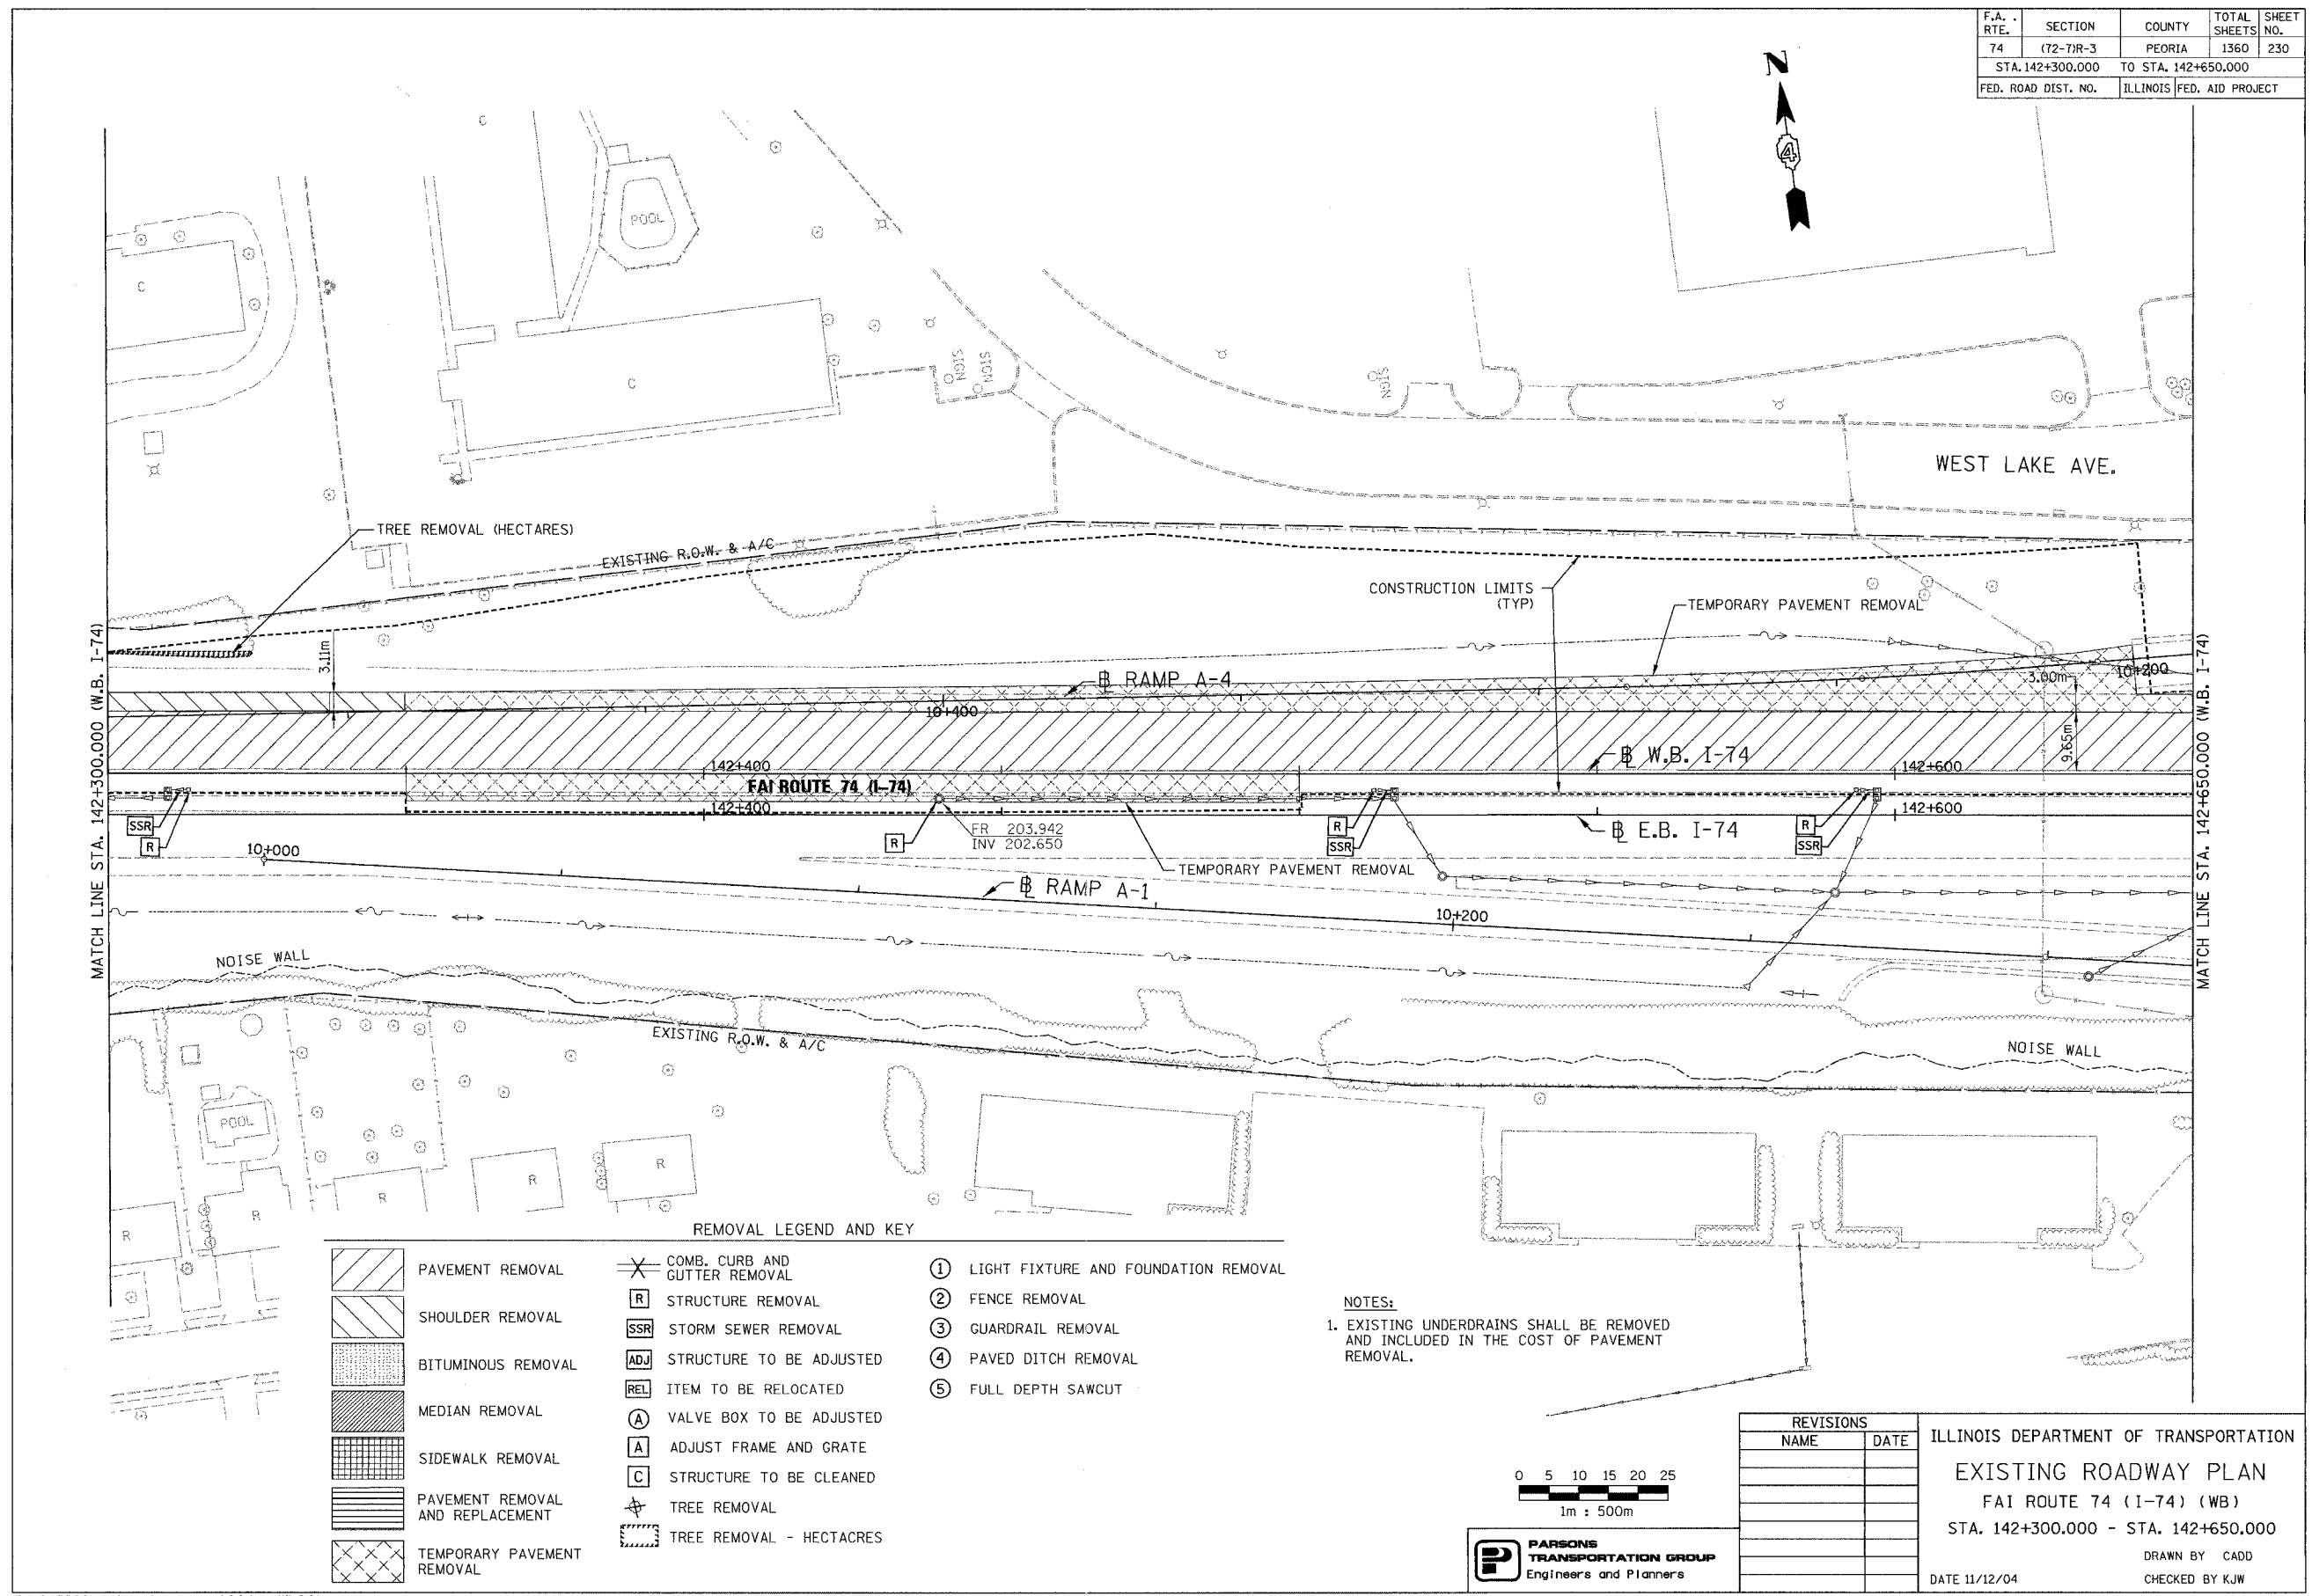 F.A. RTE. SECTION COUNTY TOTAL SHEETS SHEET NO.
74 (72-7)R-3 PEORIA 1360 230
STA. 142+300.000 TO STA. 142+650.000
FED. ROAD DIST. NO. ILLINOIS FED. AID PROJECT
N
4
C
POOL
C
C
SIGN
SIGN
SIGN
WEST LAKE AVE.
TREE REMOVAL (HECTARES)
EXISTING R.O.W. & A/C
CONSTRUCTION LIMITS
(TYP)
TEMPORARY PAVEMENT REMOVAL
3.11m
RAMP A-4
3.00m
10+200
10+400
9.65m
W.B. I-74
142+400
142+600
FAI ROUTE 74 (I-74)
142+400
142+600
SSR
R
R
FR 203.942
INV 202.650
R
SSR
R
SSR
E.B. I-74
10+000
TEMPORARY PAVEMENT REMOVAL
RAMP A-1
10+200
MATCH LINE STA. 142+300.000 (W.B. I-74)
MATCH LINE STA. 142+650.000 (W.B. I-74)
NOISE WALL
EXISTING R.O.W. & A/C
NOISE WALL
POOL
R
R
R
R
R
REMOVAL LEGEND AND KEY
PAVEMENT REMOVAL
SHOULDER REMOVAL
BITUMINOUS REMOVAL
MEDIAN REMOVAL
SIDEWALK REMOVAL
PAVEMENT REMOVAL
AND REPLACEMENT
TEMPORARY PAVEMENT
REMOVAL
COMB. CURB AND
GUTTER REMOVAL
R STRUCTURE REMOVAL
SSR STORM SEWER REMOVAL
ADJ STRUCTURE TO BE ADJUSTED
REL ITEM TO BE RELOCATED
A VALVE BOX TO BE ADJUSTED
A ADJUST FRAME AND GRATE
C STRUCTURE TO BE CLEANED
TREE REMOVAL
TREE REMOVAL - HECTACRES
1 LIGHT FIXTURE AND FOUNDATION REMOVAL
2 FENCE REMOVAL
3 GUARDRAIL REMOVAL
4 PAVED DITCH REMOVAL
5 FULL DEPTH SAWCUT
NOTES:
1. EXISTING UNDERDRAINS SHALL BE REMOVED
AND INCLUDED IN THE COST OF PAVEMENT
REMOVAL.
0 5 10 15 20 25
1m : 500m
PARSONS
TRANSPORTATION GROUP
Engineers and Planners
REVISIONS
NAME DATE
ILLINOIS DEPARTMENT OF TRANSPORTATION
EXISTING ROADWAY PLAN
FAI ROUTE 74 (I-74) (WB)
STA. 142+300.000 - STA. 142+650.000
DRAWN BY CADD
DATE 11/12/04 CHECKED BY KJW